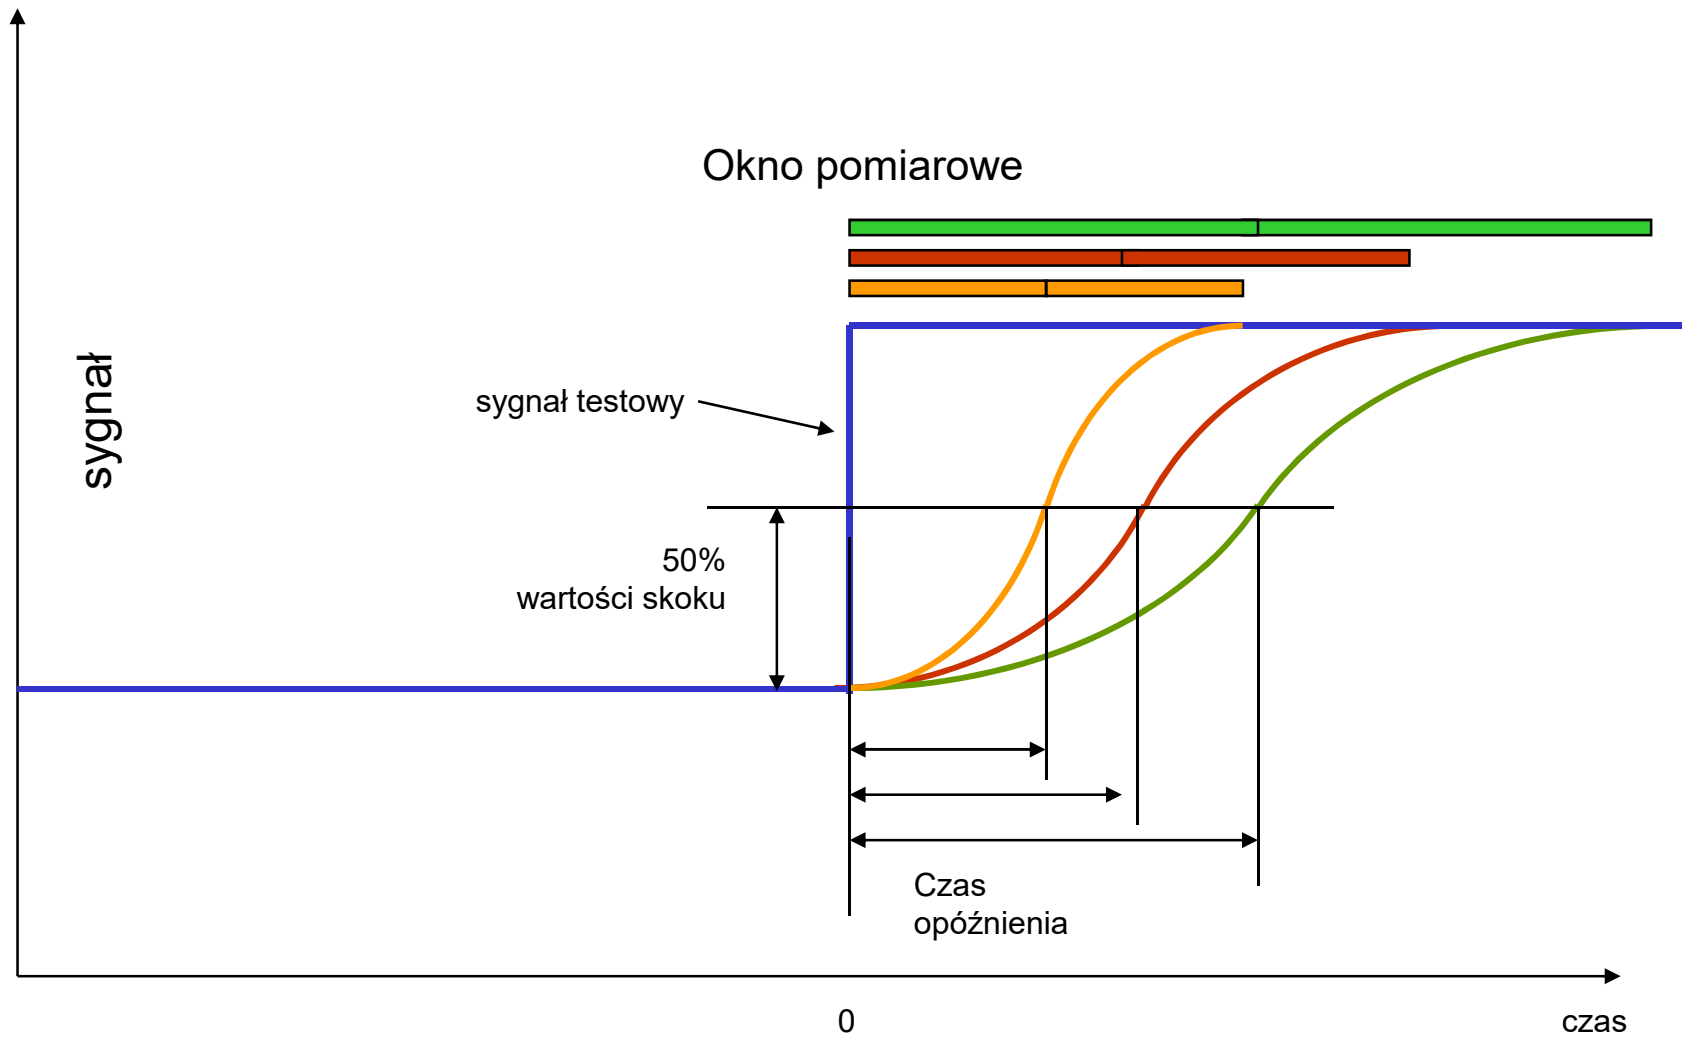 Okno pomiarowe
sygnał
sygnał testowy
50%
wartości skoku
Czas
opóźnienia
0
czas